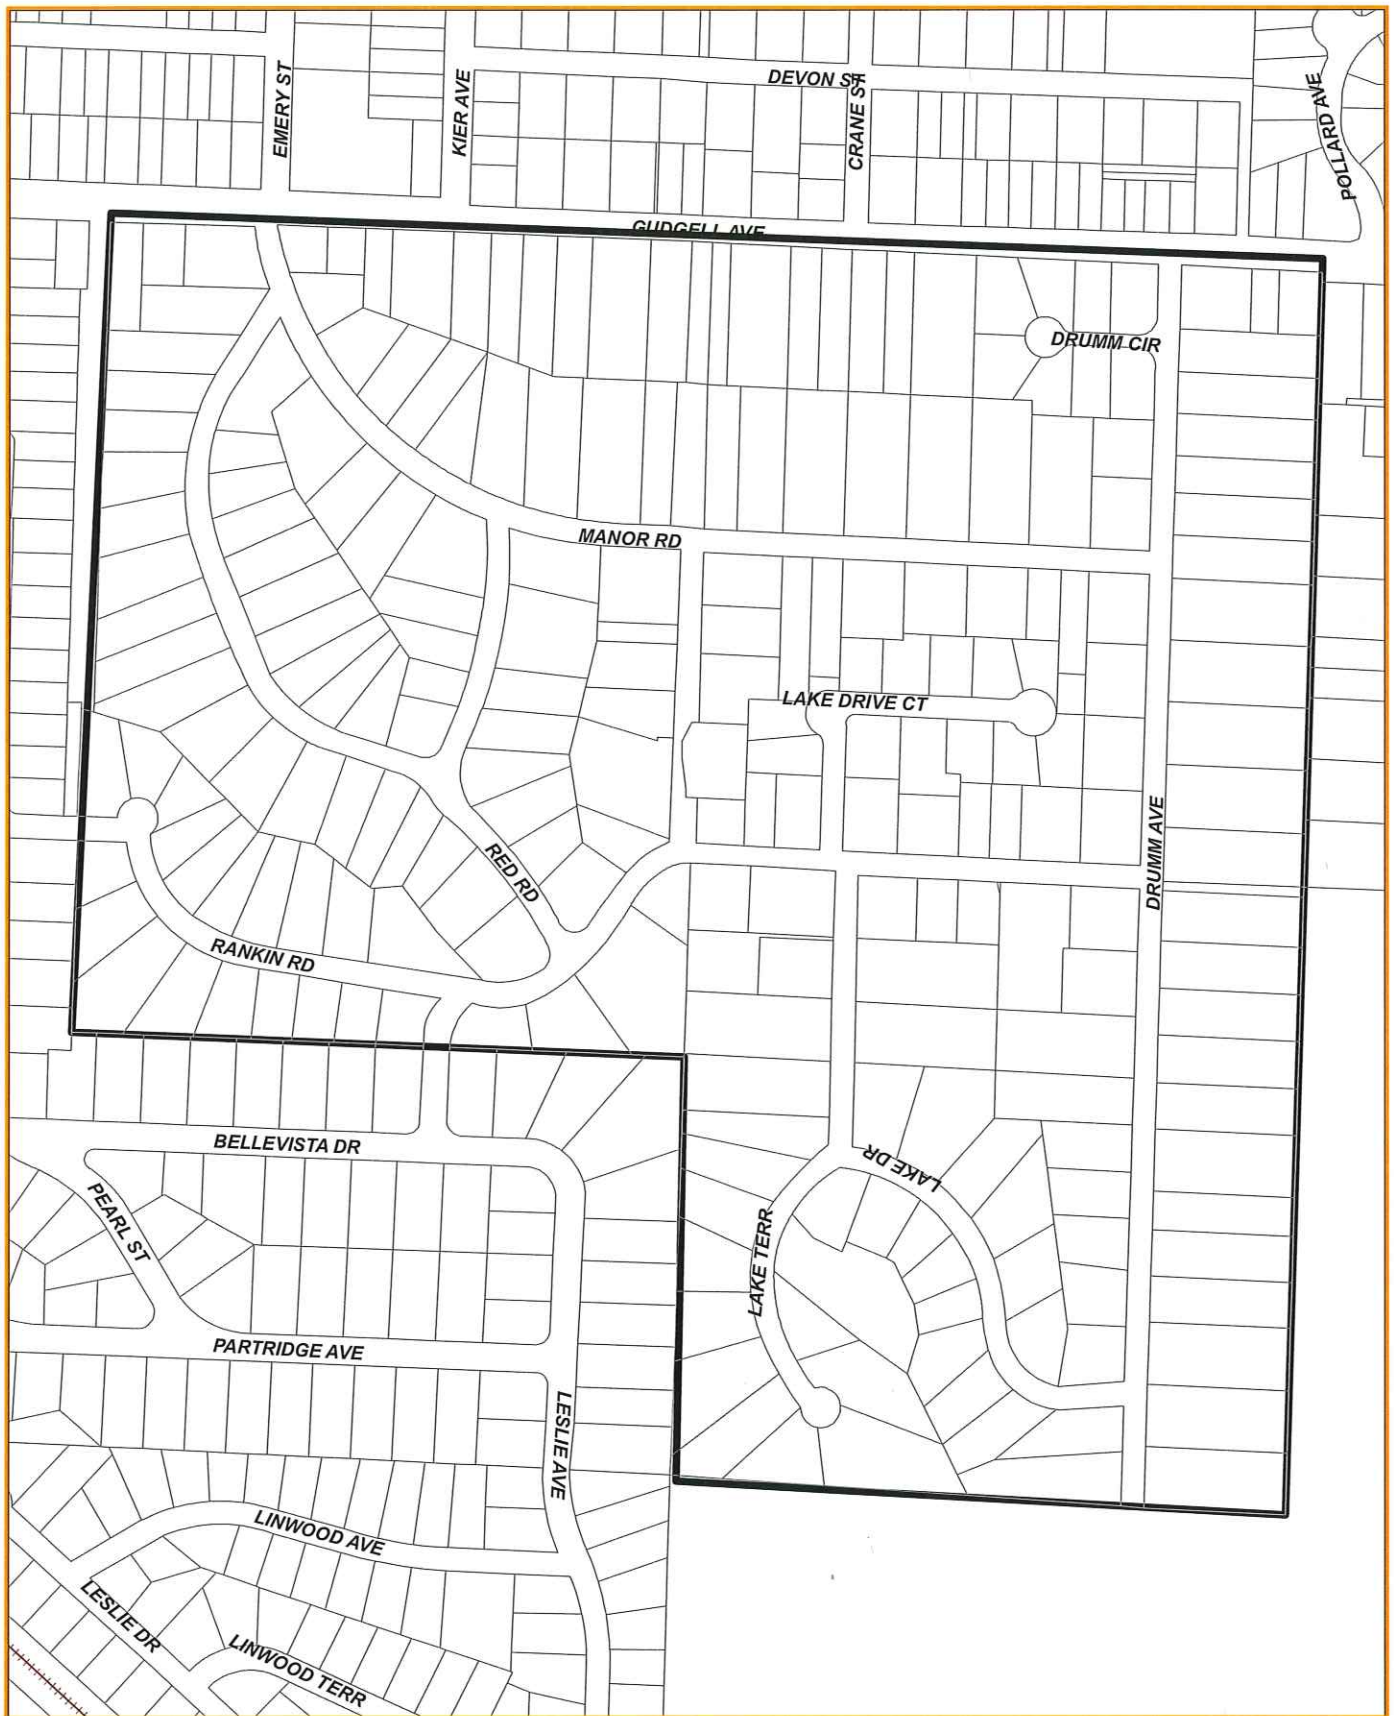 DEVON ST
EMERY ST
KIER AVE
CRANE ST
POLLARD AVE
GUDGELL AVE
DRUMM CIR
MANOR RD
LAKE DRIVE CT
RED RD
DRUMM AVE
RANKIN RD
BELLEVISTA DR
LAKE DR
PEARL ST
LAKE TERR
PARTRIDGE AVE
LESLIE AVE
LINWOOD AVE
LESLIE DR
LINWOOD TERR